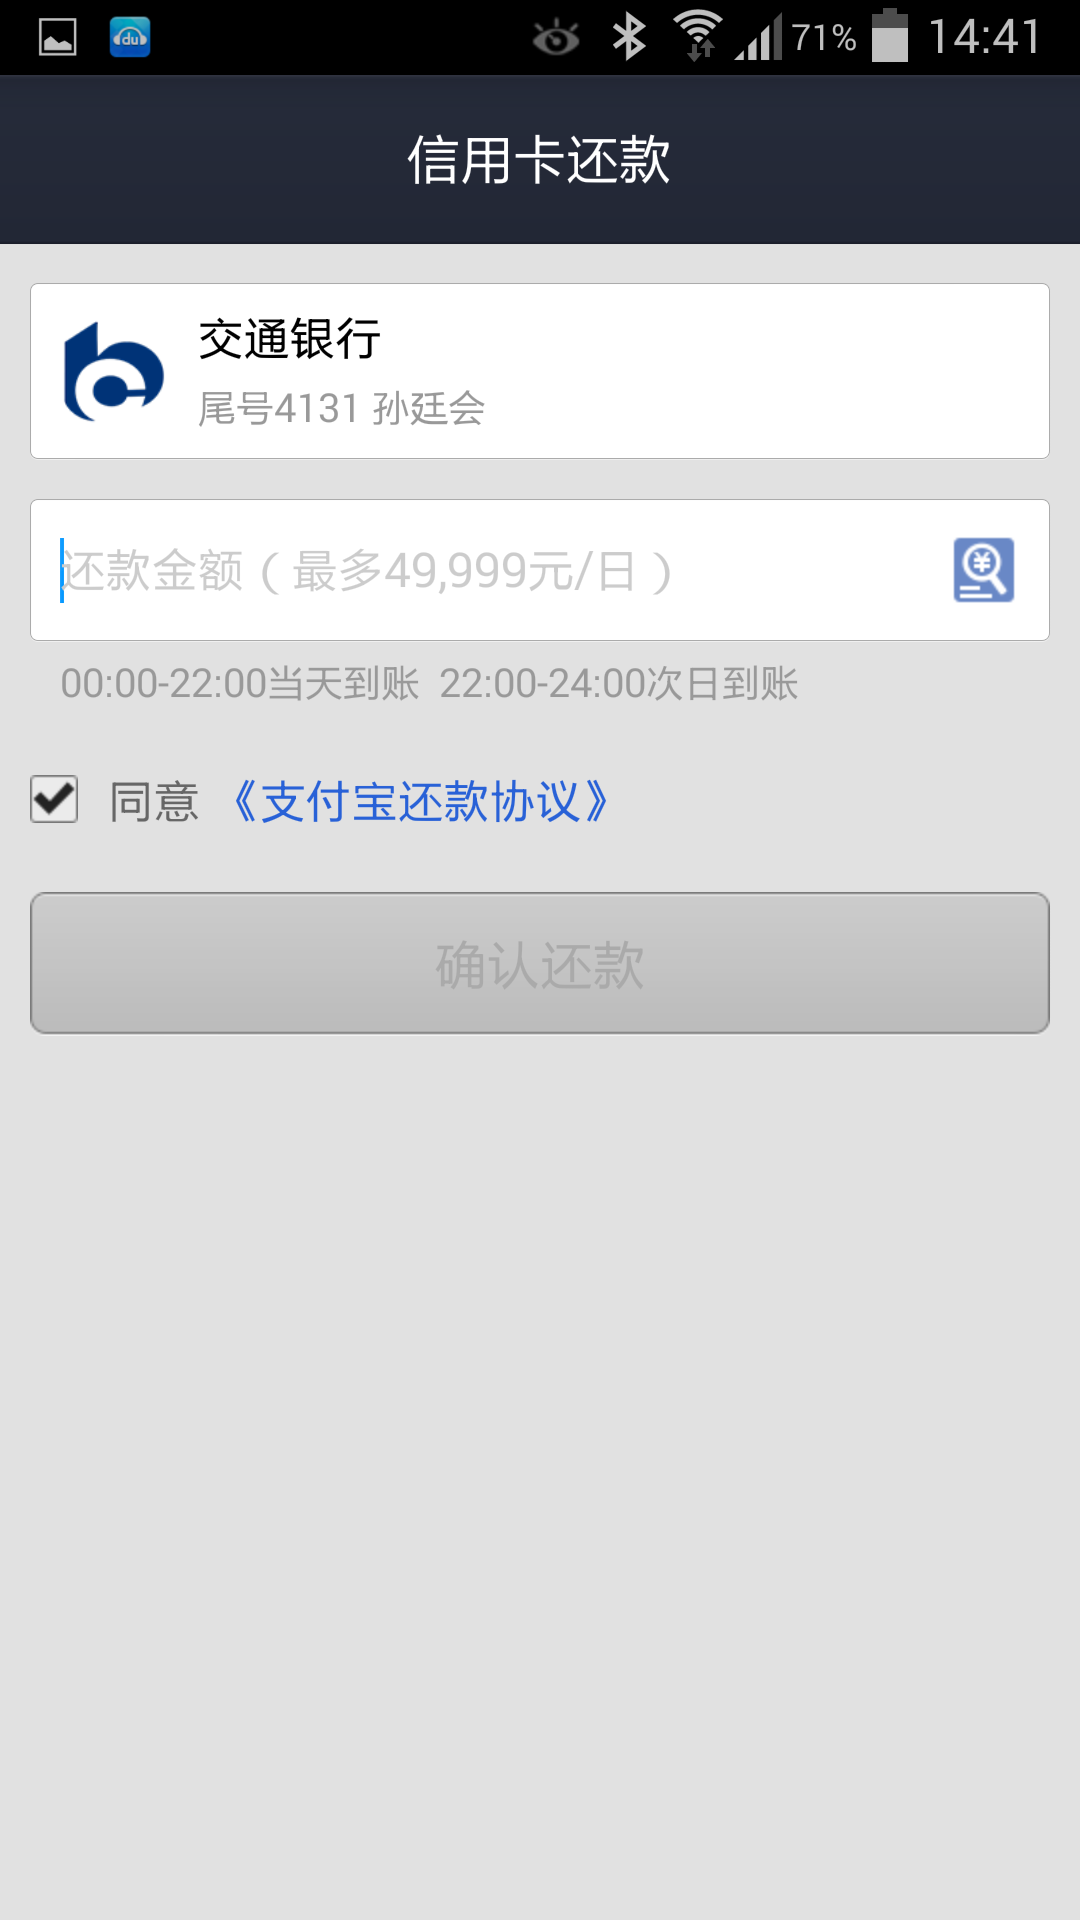 du
71% 14:41
信用卡还款
交通银行
尾号4131 孙廷会
还款金额（最多49,999元/日）
00:00-22:00当天到账 22:00-24:00次日到账
同意 《支付宝还款协议》
确认还款